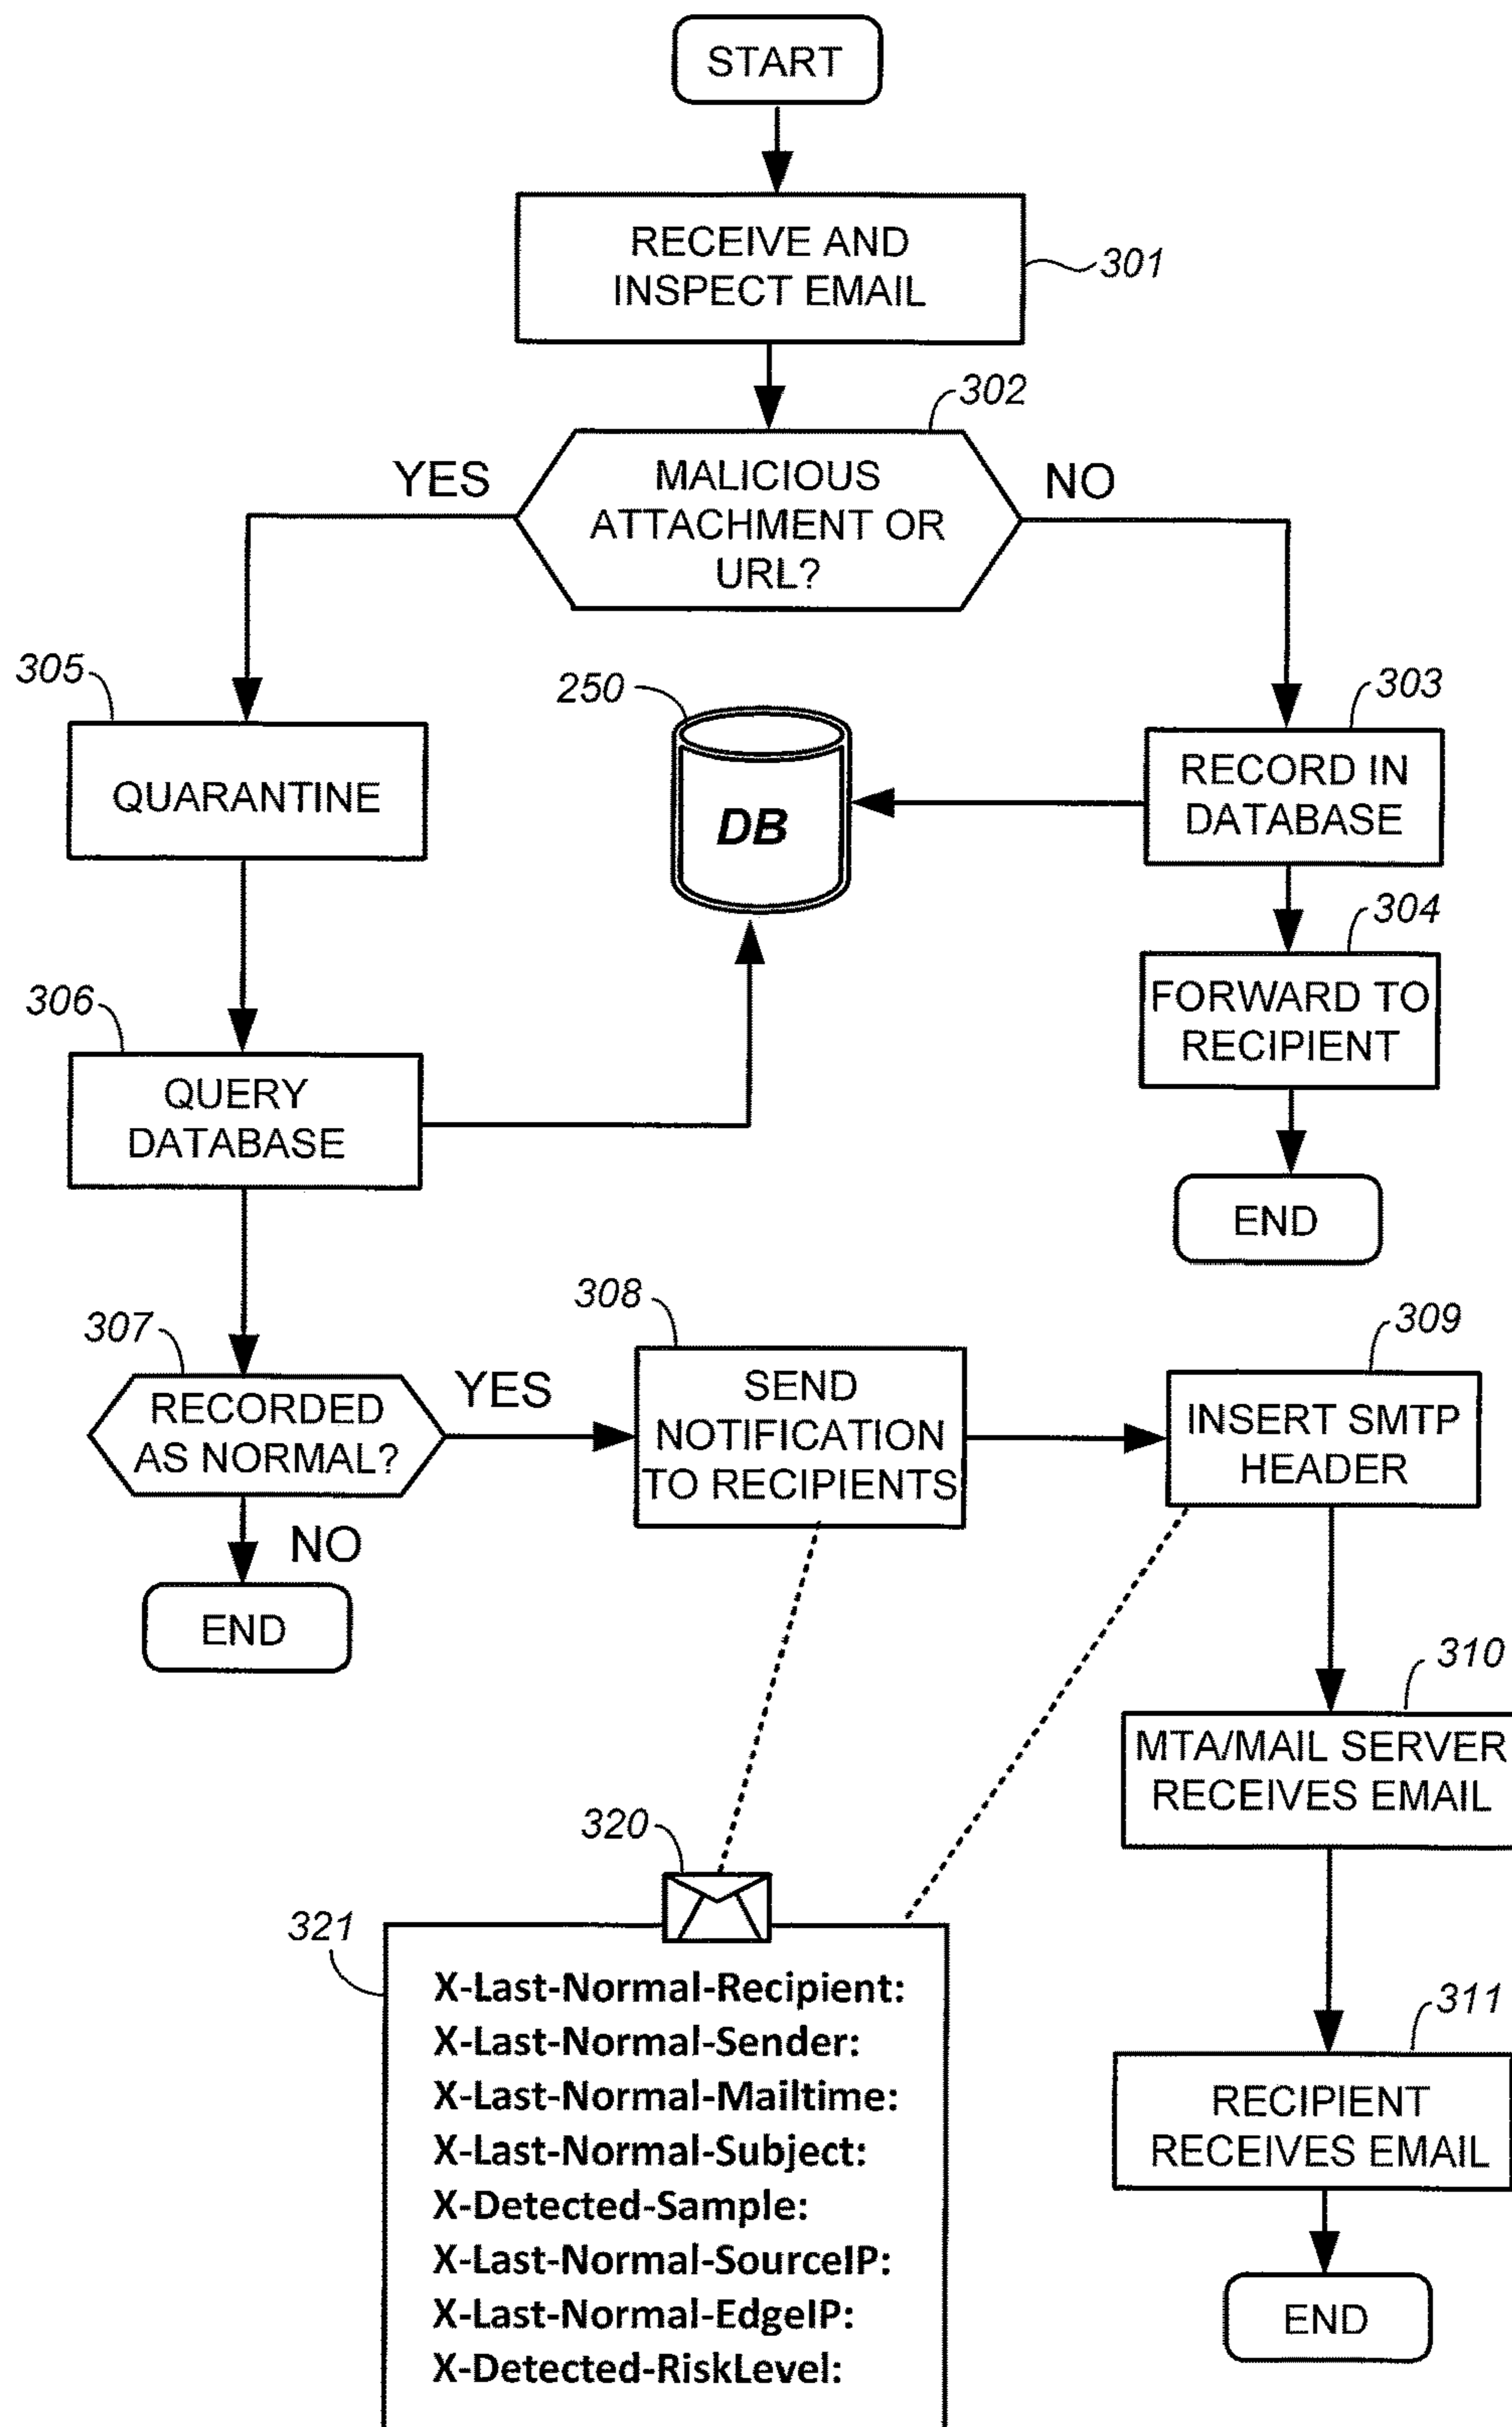 START
RECEIVE AND
INSPECT EMAIL
301
302
MALICIOUS
ATTACHMENT OR
URL?
YES
NO
305
QUARANTINE
250
DB
303
RECORD IN
DATABASE
304
FORWARD TO
RECIPIENT
END
306
QUERY
DATABASE
307
RECORDED
AS NORMAL?
YES
NO
END
308
SEND
NOTIFICATION
TO RECIPIENTS
309
INSERT SMTP
HEADER
310
MTA/MAIL SERVER
RECEIVES EMAIL
311
RECIPIENT
RECEIVES EMAIL
END
320
321
X-Last-Normal-Recipient:
X-Last-Normal-Sender:
X-Last-Normal-Mailtime:
X-Last-Normal-Subject:
X-Detected-Sample:
X-Last-Normal-SourceIP:
X-Last-Normal-EdgeIP:
X-Detected-RiskLevel: